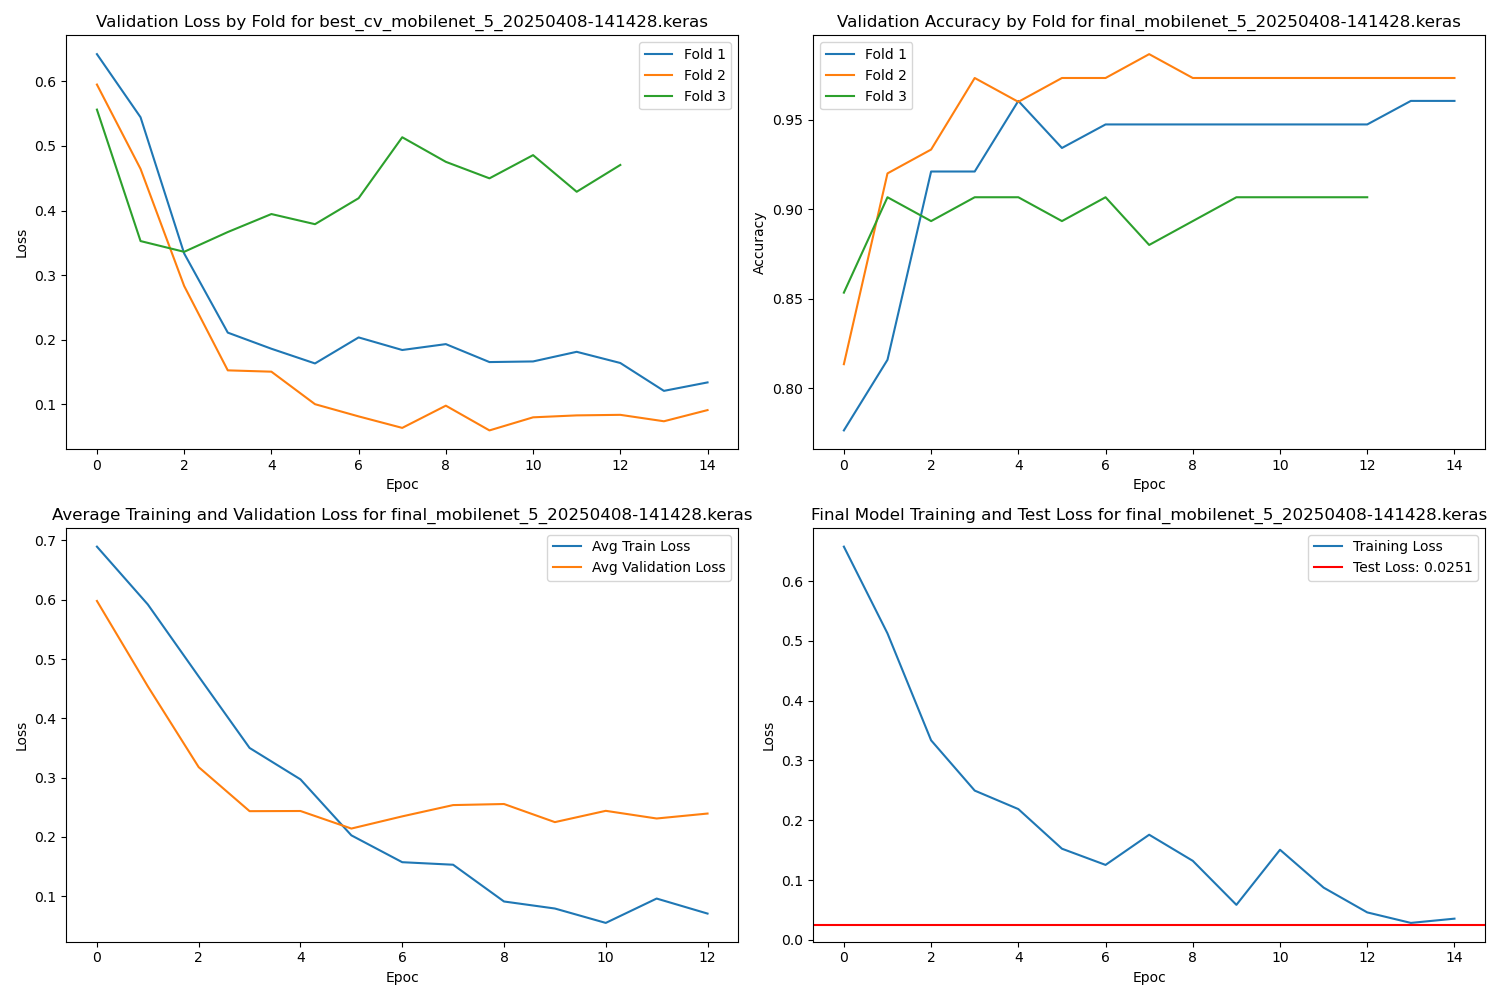 Validation Loss by Fold for best_cv_mobilenet_5_20250408-141428.keras
Fold 1
Fold 2
Fold 3
0.6
0.5
0.4
0.3
0.2
0.1
Loss
0 2 4 6 8 10 12 14
Epoc
Validation Accuracy by Fold for final_mobilenet_5_20250408-141428.keras
Fold 1
Fold 2
Fold 3
0.95
0.90
0.85
0.80
Accuracy
0 2 4 6 8 10 12 14
Epoc
Average Training and Validation Loss for final_mobilenet_5_20250408-141428.keras
Avg Train Loss
Avg Validation Loss
0.7
0.6
0.5
0.4
0.3
0.2
0.1
Loss
0 2 4 6 8 10 12
Epoc
Final Model Training and Test Loss for final_mobilenet_5_20250408-141428.keras
Training Loss
Test Loss: 0.0251
0.6
0.5
0.4
0.3
0.2
0.1
0.0
Loss
0 2 4 6 8 10 12 14
Epoc